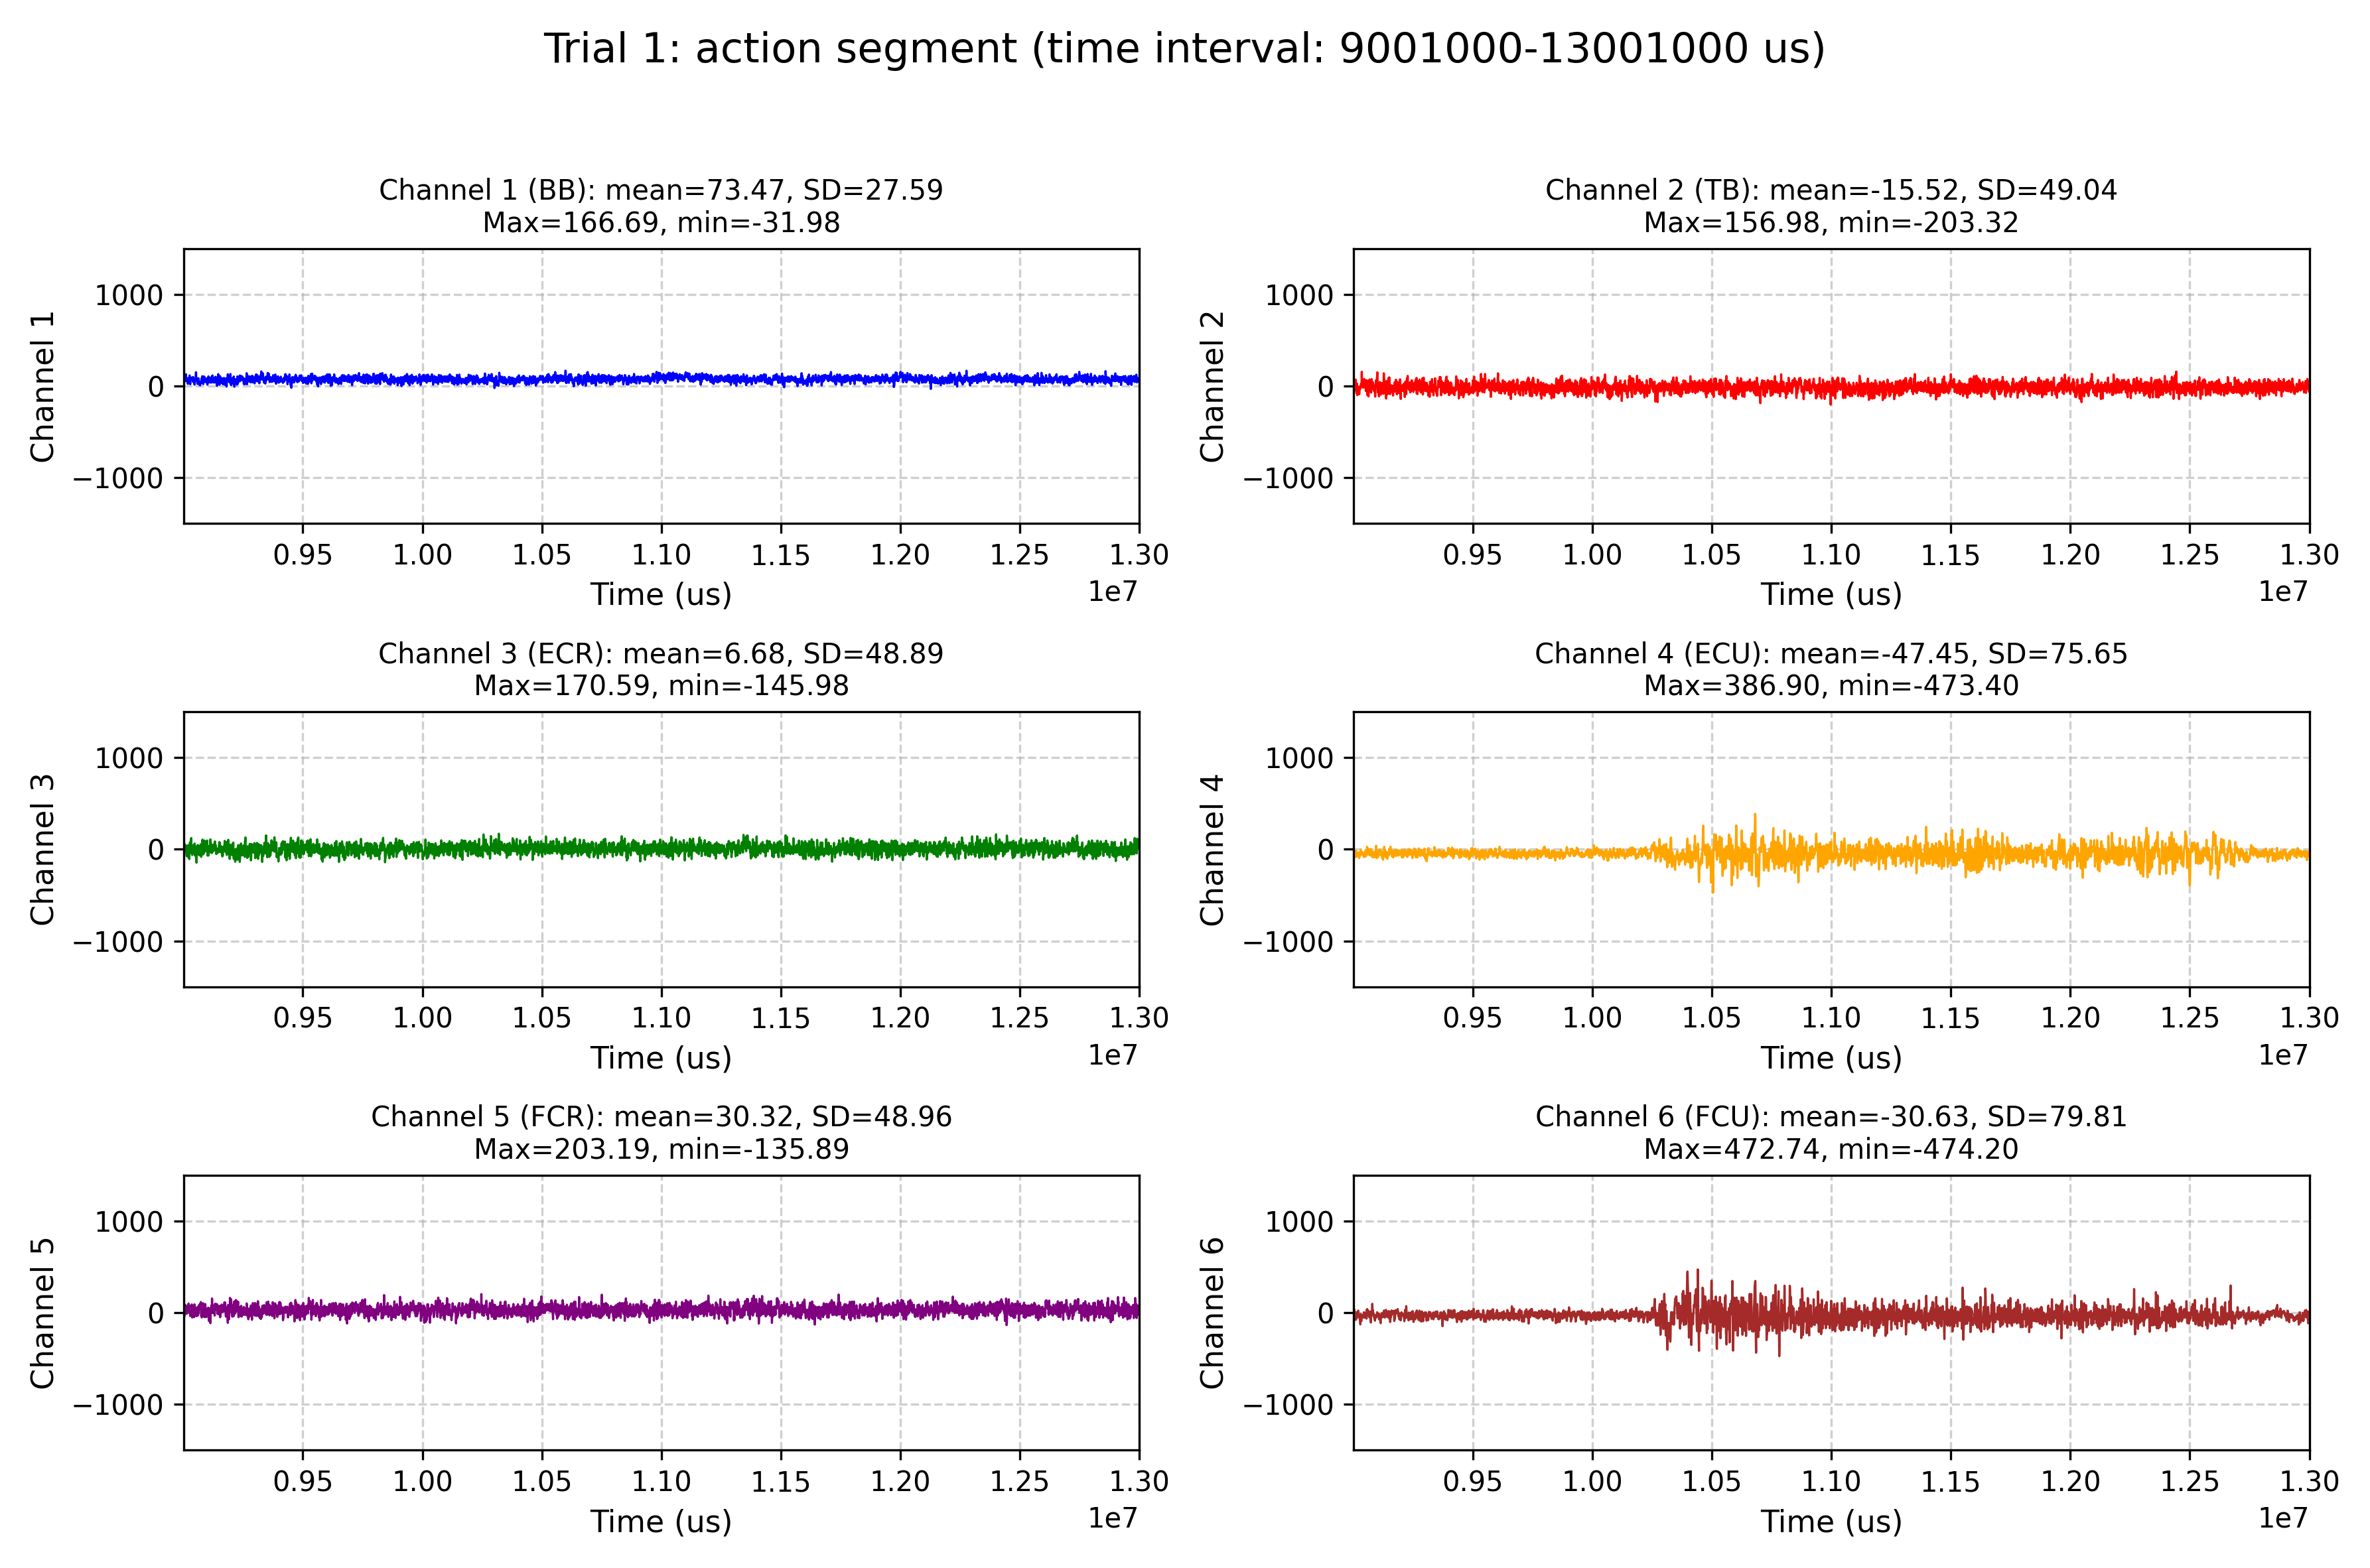 Trial 1: action segment (time interval: 9001000-13001000 us)
Channel 1 (BB): mean=73.47, SD=27.59
Max=166.69, min=-31.98
Channel 1
1000
0
−1000
0.95 1.00 1.05 1.10 1.15 1.20 1.25 1.30
Time (us)
1e7
Channel 2 (TB): mean=-15.52, SD=49.04
Max=156.98, min=-203.32
Channel 2
1000
0
−1000
0.95 1.00 1.05 1.10 1.15 1.20 1.25 1.30
Time (us)
1e7
Channel 3 (ECR): mean=6.68, SD=48.89
Max=170.59, min=-145.98
Channel 3
1000
0
−1000
0.95 1.00 1.05 1.10 1.15 1.20 1.25 1.30
Time (us)
1e7
Channel 4 (ECU): mean=-47.45, SD=75.65
Max=386.90, min=-473.40
Channel 4
1000
0
−1000
0.95 1.00 1.05 1.10 1.15 1.20 1.25 1.30
Time (us)
1e7
Channel 5 (FCR): mean=30.32, SD=48.96
Max=203.19, min=-135.89
Channel 5
1000
0
−1000
0.95 1.00 1.05 1.10 1.15 1.20 1.25 1.30
Time (us)
1e7
Channel 6 (FCU): mean=-30.63, SD=79.81
Max=472.74, min=-474.20
Channel 6
1000
0
−1000
0.95 1.00 1.05 1.10 1.15 1.20 1.25 1.30
Time (us)
1e7